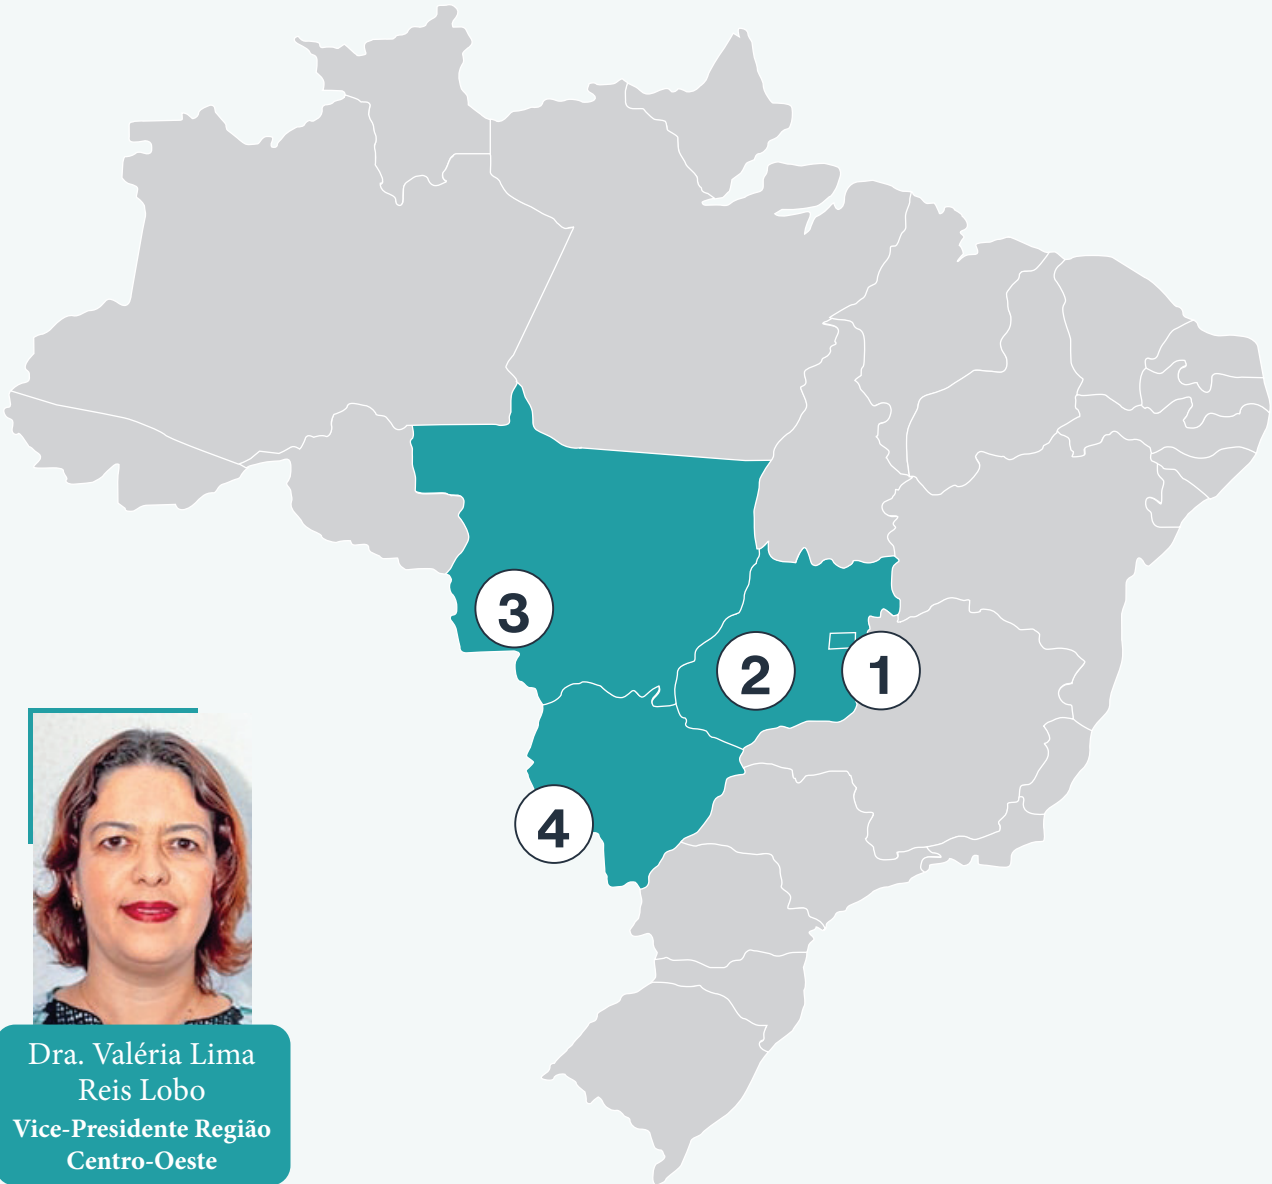 3
2
1
4
Dra. Valéria Lima
Reis Lobo
Vice-Presidente Região
Centro-Oeste